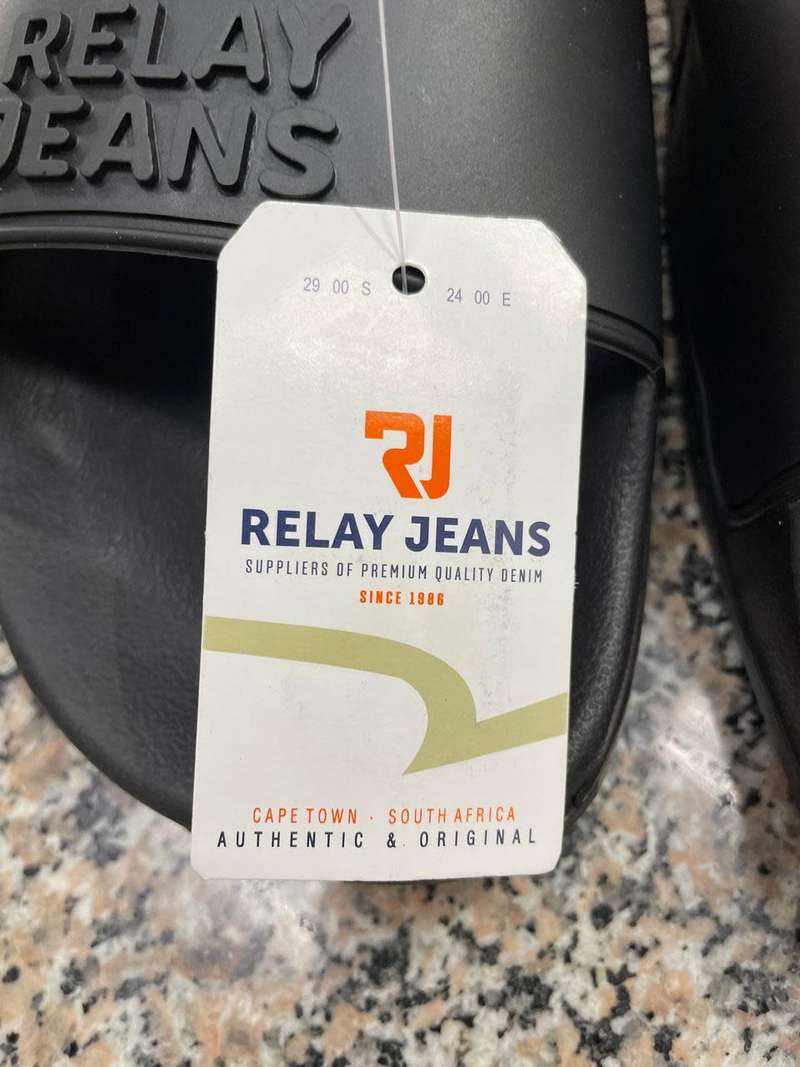 RELAY
JEANS
29 00 S 24 00 E
RJ
RELAY JEANS
SUPPLIERS OF PREMIUM QUALITY DENIM
SINCE 1986
CAPE TOWN · SOUTH AFRICA
AUTHENTIC & ORIGINAL